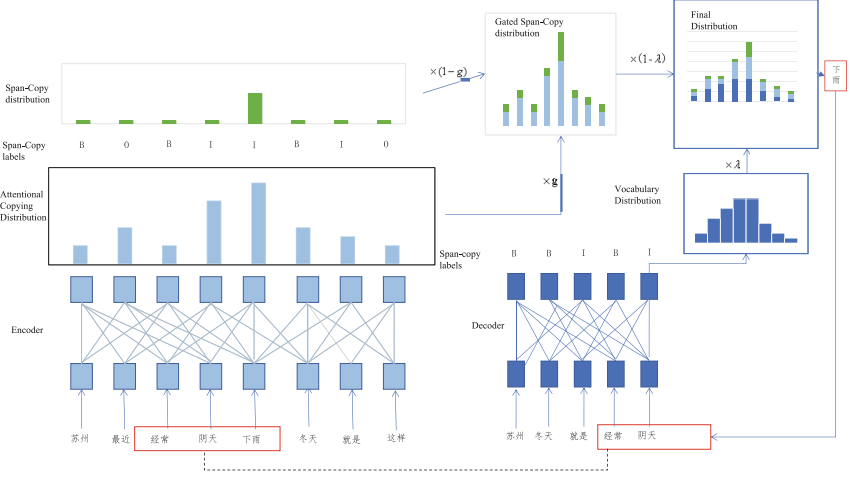 Gated Span-Copy
distribution
Final
Distribution
×(1-g)
×(1-λ)
下
雨
Span-Copy
distribution
Span-Copy
labels
B O B I I B I O
Attentional
Copying
Distribution
×g
×λ
Vocabulary
Distribution
Span-copy
labels
B B I B I
Encoder
Decoder
苏州 最近 经常 阴天 下雨 冬天 就是 这样
苏州 冬天 就是 经常 阴天